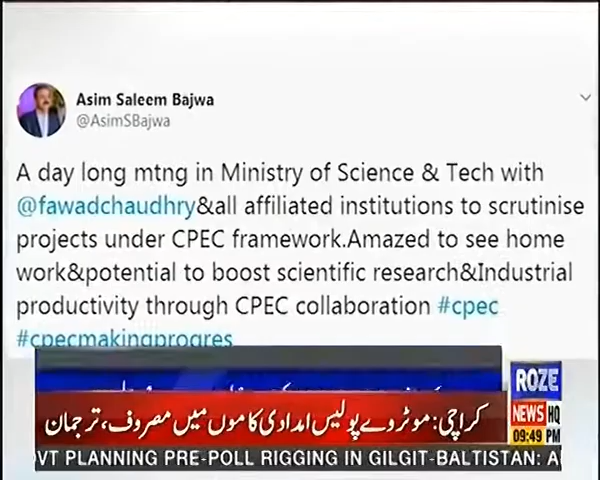 Asim Saleem Bajwa
@AsimSBajwa
A day long mtng in Ministry of Science & Tech with
@fawadchaudhry&all affiliated institutions to scrutinise
projects under CPEC framework.Amazed to see home
work&potential to boost scientific research&Industrial
productivity through CPEC collaboration #cpec
#cpecmakingprogres
ROZE
NEWS HQ
09:49 PM
کراچی: موٹروے پولیس امدادی کاموں میں مصروف، ترجمان
VT PLANNING PRE-POLL RIGGING IN GILGIT-BALTISTAN: